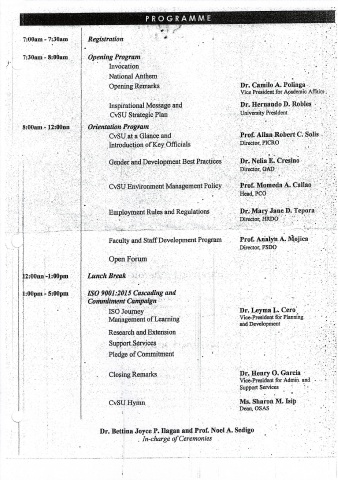 PROGRAMME
7:00am - 7:30am Registration
7:30am - 8:00am Opening Program
Invocation
National Anthem
Opening Remarks Dr. Camilo A. Polinga
Vice President for Academic Affairs
Inspirational Message and Dr. Hernando D. Robles
CvSU Strategic Plan University President
8:00am - 12:00nn Orientation Program
CvSU at a Glance and Prof. Allan Robert C. Solis
Introduction of Key Officials Director, PICRO
Gender and Development Best Practices Dr. Nelia E. Cresino
Director, GAD
CvSU Environment Management Policy Prof. Momeda A. Callao
Head, PCO
Employment Rules and Regulations Dr. Mary Jane D. Tepora
Director, HRDO
Faculty and Staff Development Program Prof. Analyn A. Mojica
Director, FSDO
Open Forum
12:00nn -1:00pm Lunch Break
1:00pm - 5:00pm ISO 9001:2015 Cascading and
Commitment Campaign
ISO Journey Dr. Leyma L. Cero
Management of Learning Vice-President for Planning
and Development
Research and Extension
Support Services
Pledge of Commitment
Closing Remarks Dr. Henry O. Garcia
Vice-President for Admin. and
Support Services
CvSU Hymn Ms. Sharon M. Isip
Dean, OSAS
Dr. Bettina Joyce P. Ilagan and Prof. Noel A. Sedigo
In-charge of Ceremonies